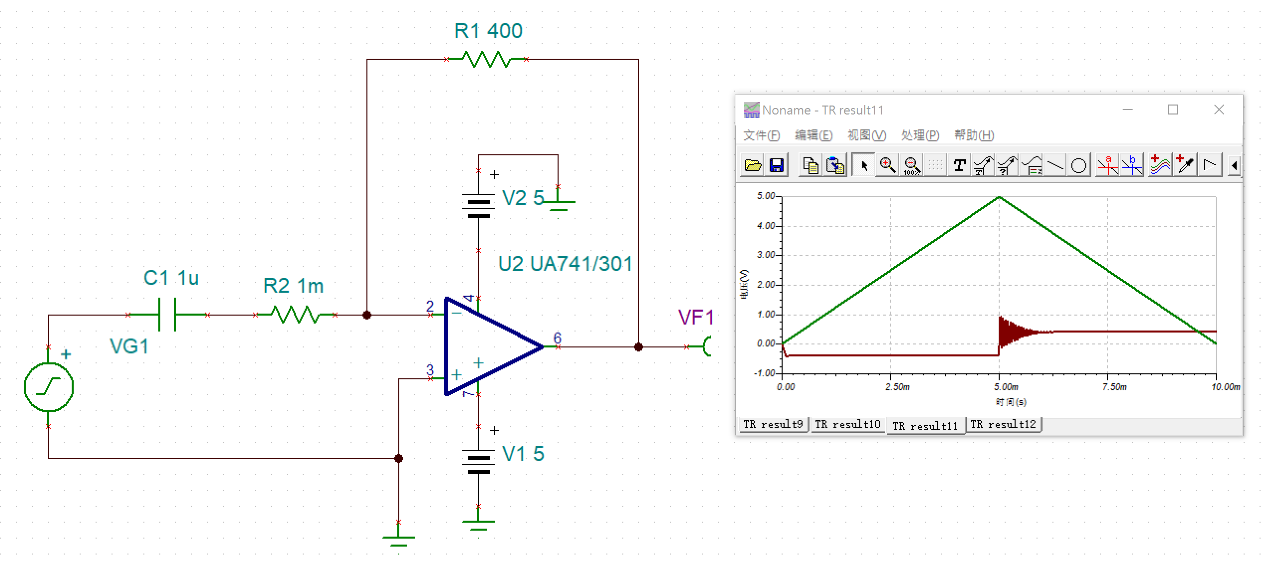 R1 400
V2 5
4
U2 UA741/301
C1 1u
R2 1m
2
6
VF1
VG1
3
7
V1 5
Noname - TR result11
文件(F) 编辑(E) 视图(V) 处理(P) 帮助(H)
100%
T
a
b
5.00
4.00
3.00
2.00
1.00
0.00
-1.00
电压(V)
0.00 2.50m 5.00m 7.50m 10.00m
时间(s)
TR result9 TR result10 TR result11 TR result12